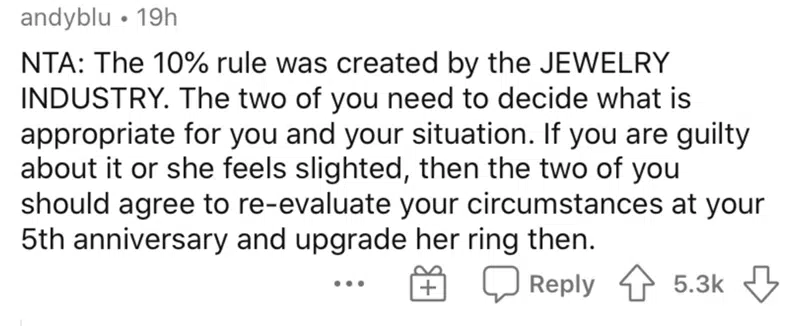 andyblu • 19h
NTA: The 10% rule was created by the JEWELRY
INDUSTRY. The two of you need to decide what is
appropriate for you and your situation. If you are guilty
about it or she feels slighted, then the two of you
should agree to re-evaluate your circumstances at your
5th anniversary and upgrade her ring then.
Reply 5.3k